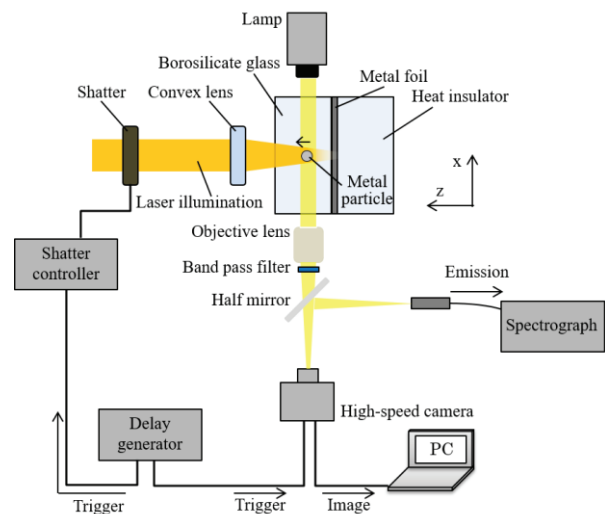 Lamp
Borosilicate glass
Metal foil
Shatter
Convex lens
Heat insulator
x
z
Laser illumination
Metal
particle
Objective lens
Shatter
controller
Band pass filter
Emission
Half mirror
Spectrograph
High-speed camera
Delay
generator
PC
Trigger
Trigger
Image